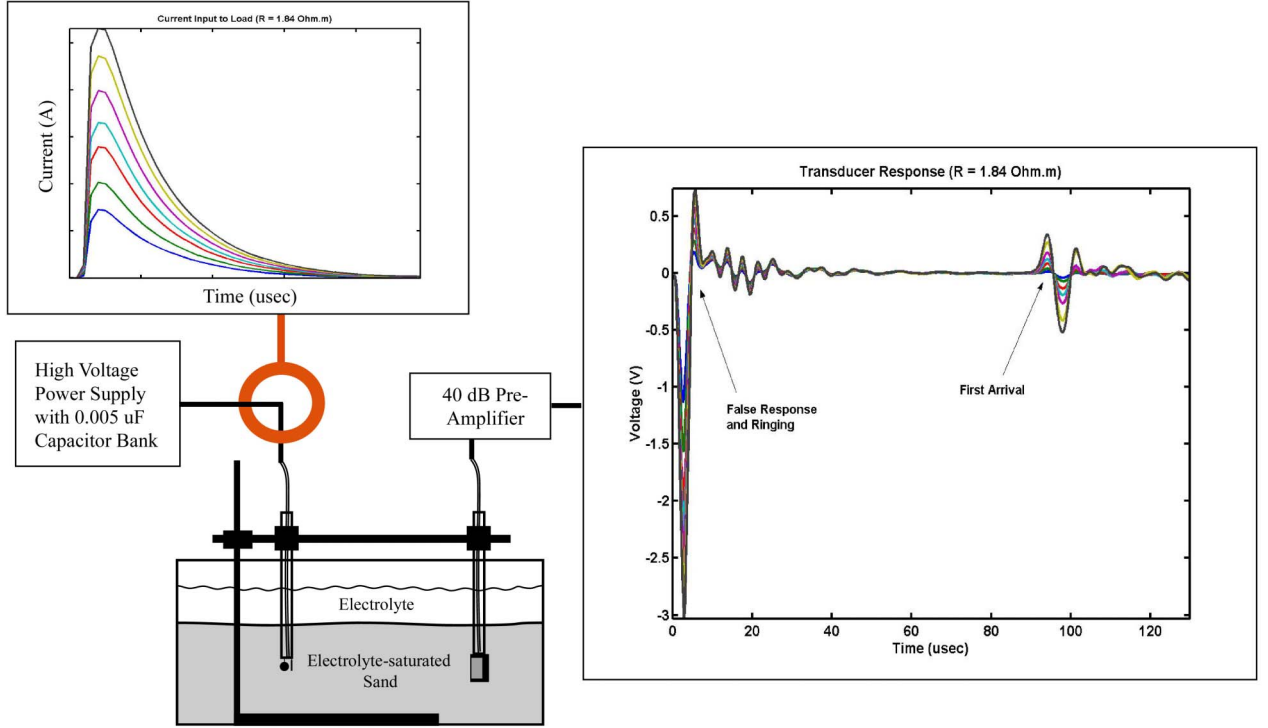 Current Input to Load (R = 1.84 Ohm.m)
Current (A)
Time (usec)
High Voltage
Power Supply
with 0.005 uF
Capacitor Bank
40 dB Pre-
Amplifier
Electrolyte
Electrolyte-saturated
Sand
Transducer Response (R = 1.84 Ohm.m)
Voltage (V)
0.5
0
-0.5
-1
-1.5
-2
-2.5
-3
False Response
and Ringing
First Arrival
0 20 40 60 80 100 120
Time (usec)